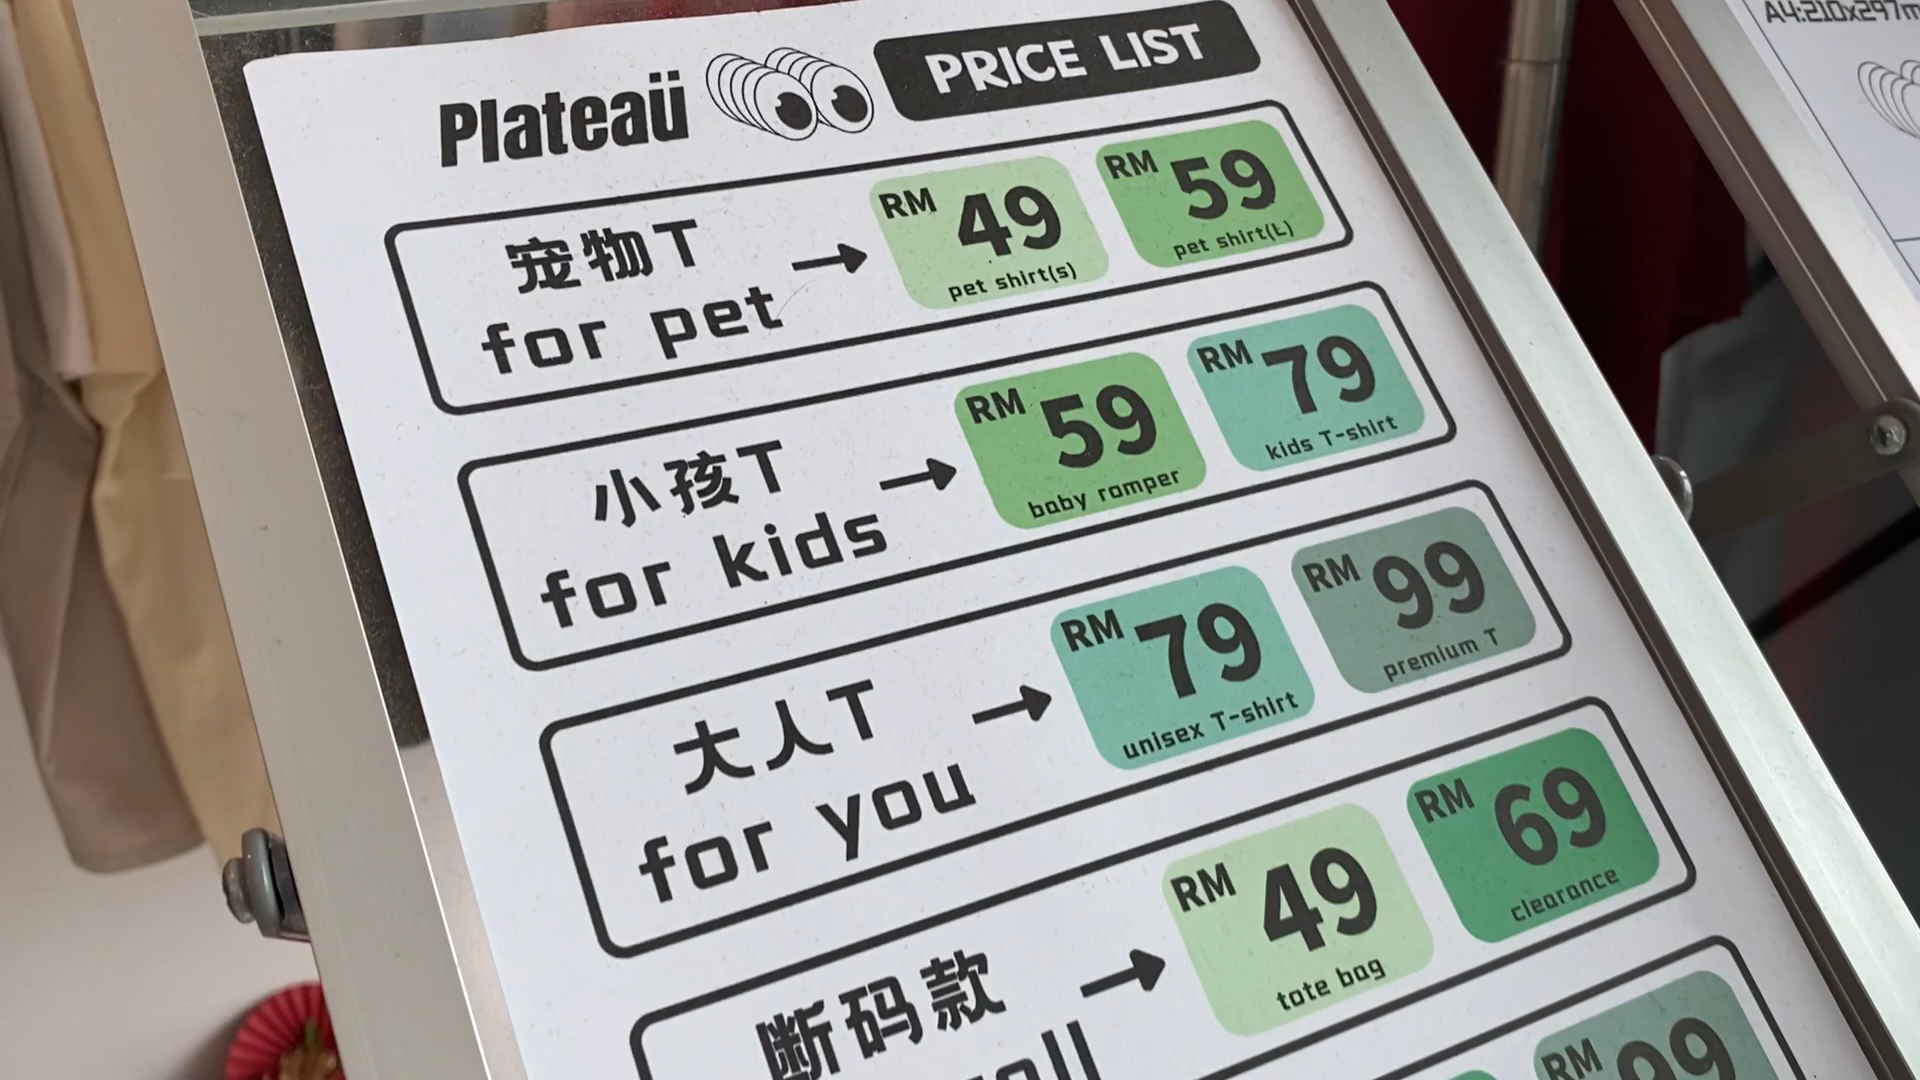 Plateaü
PRICE LIST
宠物T
for pet
RM 49
pet shirt(s)
RM 59
pet shirt(L)
小孩T
for kids
RM 59
baby romper
RM 79
kids T-shirt
大人T
for you
RM 79
unisex T-shirt
RM 99
premium T
断码款
RM 49
tote bag
RM 69
clearance
RM 99